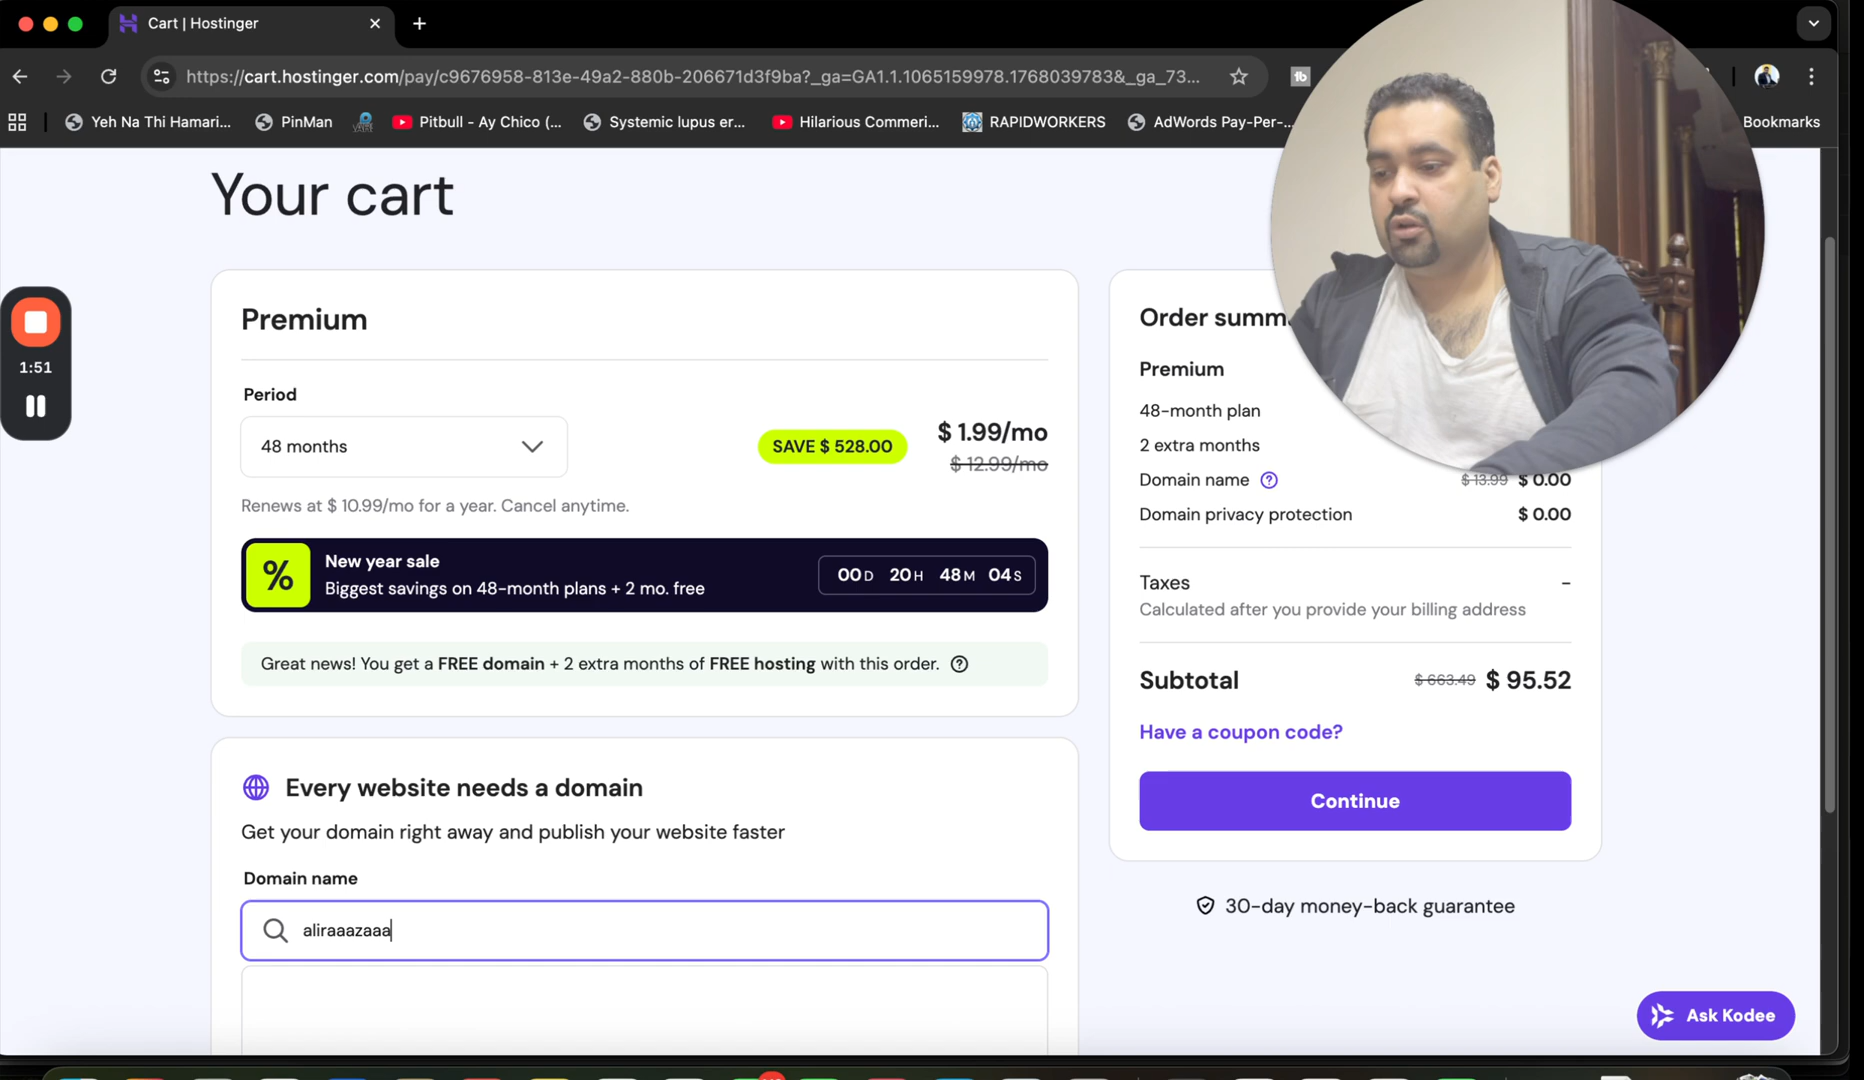 Cart | Hostinger
https://cart.hostinger.com/pay/c9676958-813e-49a2-880b-206671d3f9ba?_ga=GA1.1.1065159978.1768039783&_ga_73...
Yeh Na Thi Hamari...
PinMan
Pitbull - Ay Chico (...
Systemic lupus er...
Hilarious Commeri...
RAPIDWORKERS
AdWords Pay-Per-...
Bookmarks
Your cart
1:51
Premium
Period
48 months
SAVE $ 528.00
$ 1.99/mo
$ 12.99/mo
Renews at $ 10.99/mo for a year. Cancel anytime.
%
New year sale
Biggest savings on 48-month plans + 2 mo. free
00D 20H 48M 04S
Great news! You get a FREE domain + 2 extra months of FREE hosting with this order.
Every website needs a domain
Get your domain right away and publish your website faster
Domain name
aliraaazaaa
Order summ
Premium
48-month plan
2 extra months
Domain name $ 13.99 $ 0.00
Domain privacy protection $ 0.00
Taxes -
Calculated after you provide your billing address
Subtotal $ 663.49 $ 95.52
Have a coupon code?
Continue
30-day money-back guarantee
Ask Kodee